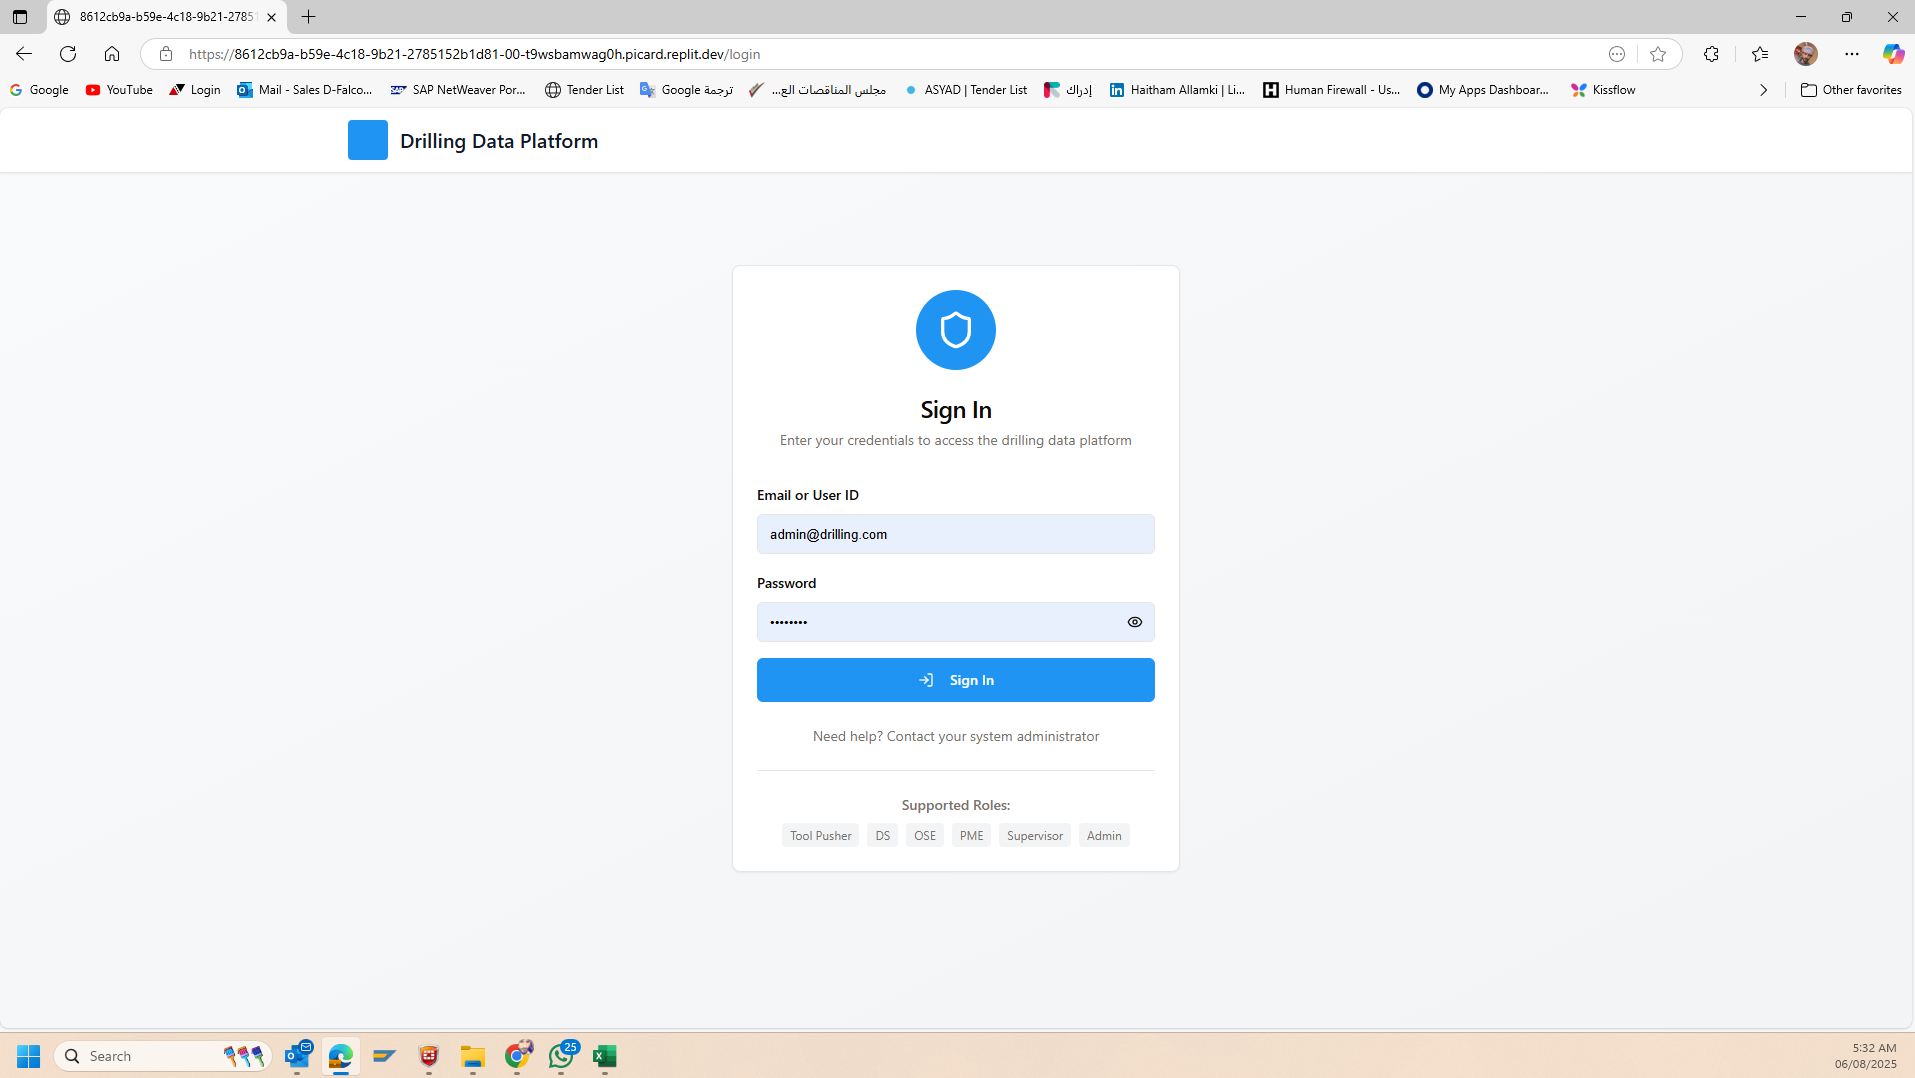 8612cb9a-b59e-4c18-9b21-27851
https://8612cb9a-b59e-4c18-9b21-2785152b1d81-00-t9wsbamwag0h.picard.replit.dev/login
Google
YouTube
Login
Mail - Sales D-Falco...
SAP NetWeaver Por...
Tender List
ترجمة Google
مجلس المناقصات الع...
ASYAD | Tender List
إدراك
Haitham Allamki | Li...
Human Firewall - Us...
My Apps Dashboar...
Kissflow
Other favorites
Drilling Data Platform
Sign In
Enter your credentials to access the drilling data platform
Email or User ID
admin@drilling.com
Password
••••••••
Sign In
Need help? Contact your system administrator
Supported Roles:
Tool Pusher DS OSE PME Supervisor Admin
Search
25
5:32 AM
06/08/2025